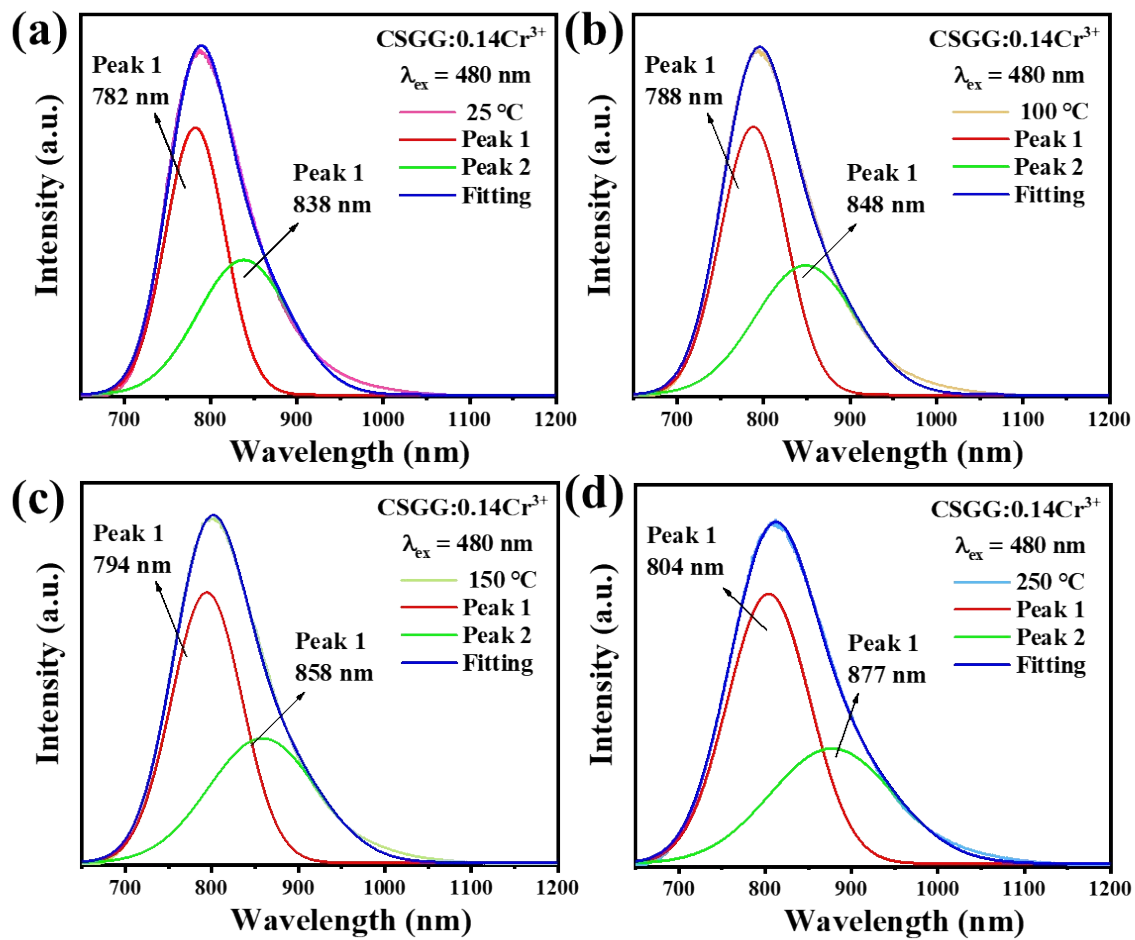 (a)
CSGG:0.14Cr³⁺
λex = 480 nm
25 °C
Peak 1
Peak 2
Fitting
Peak 1
782 nm
Peak 1
838 nm
Intensity (a.u.)
700 800 900 1000 1100 1200
Wavelength (nm)
(b)
CSGG:0.14Cr³⁺
λex = 480 nm
100 °C
Peak 1
Peak 2
Fitting
Peak 1
788 nm
Peak 1
848 nm
Intensity (a.u.)
700 800 900 1000 1100 1200
Wavelength (nm)
(c)
CSGG:0.14Cr³⁺
λex = 480 nm
150 °C
Peak 1
Peak 2
Fitting
Peak 1
794 nm
Peak 1
858 nm
Intensity (a.u.)
700 800 900 1000 1100 1200
Wavelength (nm)
(d)
CSGG:0.14Cr³⁺
λex = 480 nm
250 °C
Peak 1
Peak 2
Fitting
Peak 1
804 nm
Peak 1
877 nm
Intensity (a.u.)
700 800 900 1000 1100 1200
Wavelength (nm)